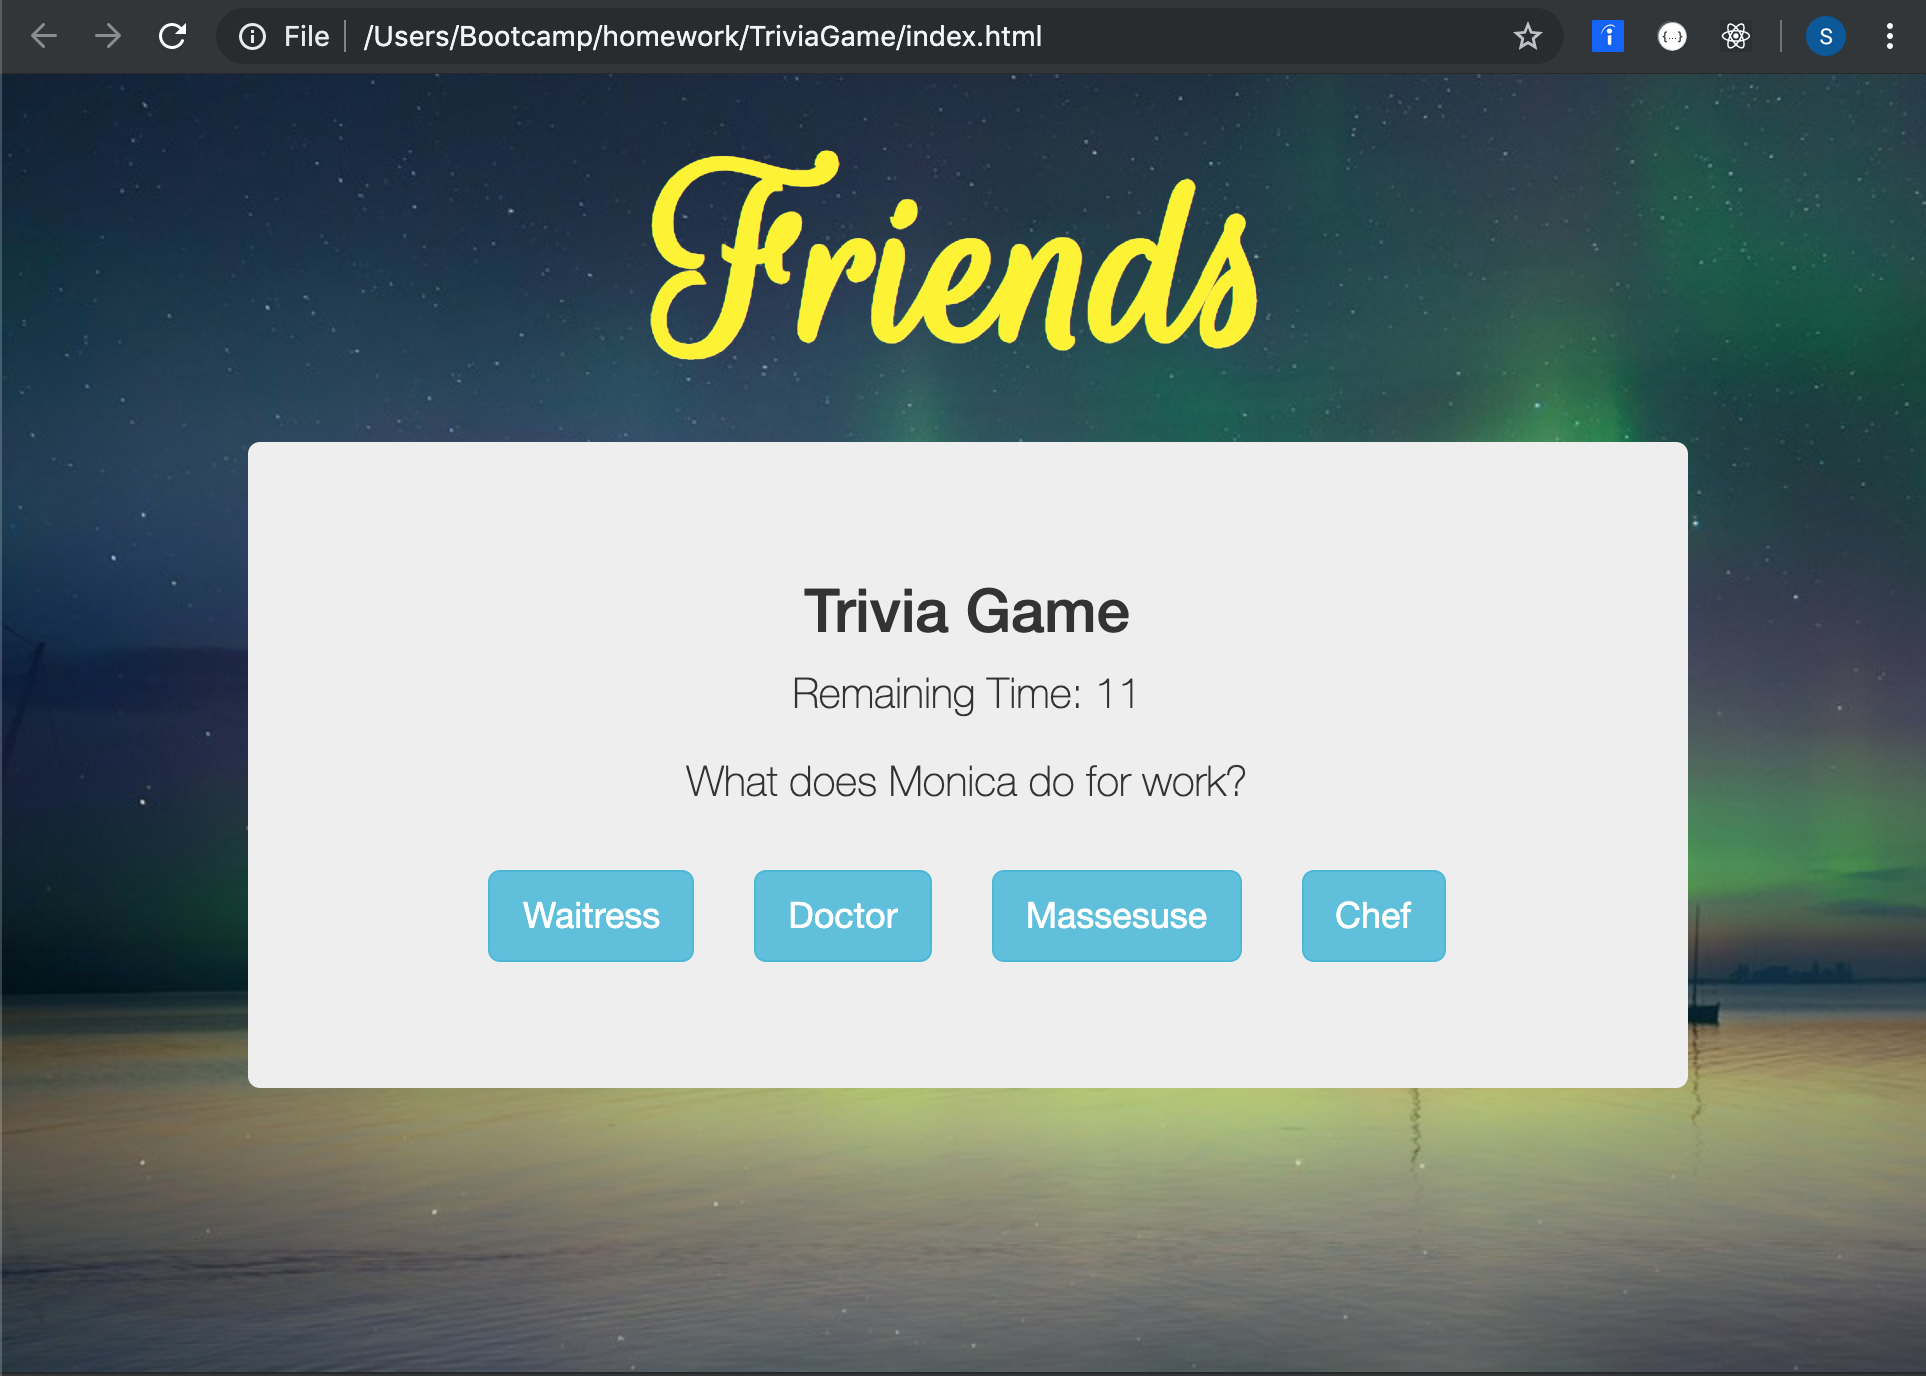 File /Users/Bootcamp/homework/TriviaGame/index.html S
Friends
Trivia Game
Remaining Time: 11
What does Monica do for work?
Waitress Doctor Massesuse Chef